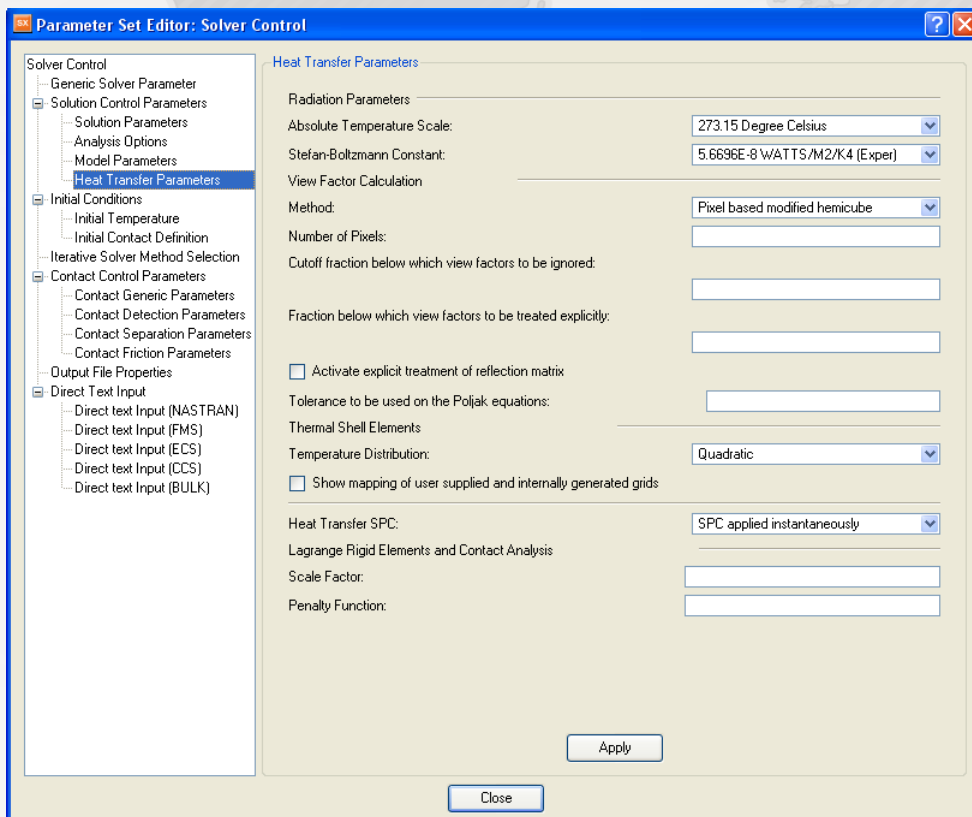 SX Parameter Set Editor: Solver Control
Solver Control
Generic Solver Parameter
Solution Control Parameters
Solution Parameters
Analysis Options
Model Parameters
Heat Transfer Parameters
Initial Conditions
Initial Temperature
Initial Contact Definition
Iterative Solver Method Selection
Contact Control Parameters
Contact Generic Parameters
Contact Detection Parameters
Contact Separation Parameters
Contact Friction Parameters
Output File Properties
Direct Text Input
Direct text Input (NASTRAN)
Direct text Input (FMS)
Direct text Input (ECS)
Direct text Input (CCS)
Direct text Input (BULK)
Heat Transfer Parameters
Radiation Parameters
Absolute Temperature Scale: 273.15 Degree Celsius
Stefan-Boltzmann Constant: 5.6696E-8 WATTS/M2/K4 (Exper)
View Factor Calculation
Method: Pixel based modified hemicube
Number of Pixels:
Cutoff fraction below which view factors to be ignored:
Fraction below which view factors to be treated explicitly:
Activate explicit treatment of reflection matrix
Tolerance to be used on the Poljak equations:
Thermal Shell Elements
Temperature Distribution: Quadratic
Show mapping of user supplied and internally generated grids
Heat Transfer SPC: SPC applied instantaneously
Lagrange Rigid Elements and Contact Analysis
Scale Factor:
Penalty Function:
Apply
Close